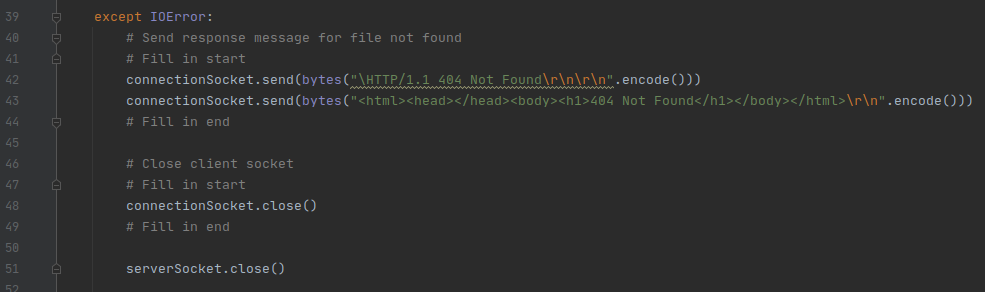 39 except IOError:
40 # Send response message for file not found
41 # Fill in start
42 connectionSocket.send(bytes("\HTTP/1.1 404 Not Found\r\n\r\n".encode()))
43 connectionSocket.send(bytes("<html><head></head><body><h1>404 Not Found</h1></body></html>\r\n".encode()))
44 # Fill in end
45
46 # Close client socket
47 # Fill in start
48 connectionSocket.close()
49 # Fill in end
50
51 serverSocket.close()
52